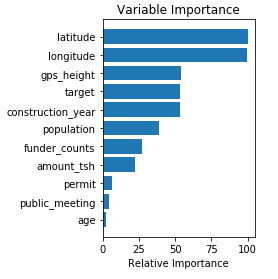 Variable Importance
latitude
longitude
gps_height
target
construction_year
population
funder_counts
amount_tsh
permit
public_meeting
age
0 25 50 75 100
Relative Importance